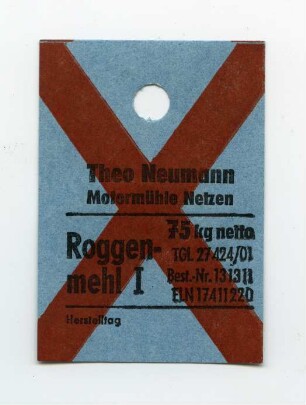 Theo Neumann
Motormühle Netzen
Roggen-
mehl I
75 kg netto
TGL 27424/01
Best.-Nr. 131311
ELN 17411220
Herstelltag